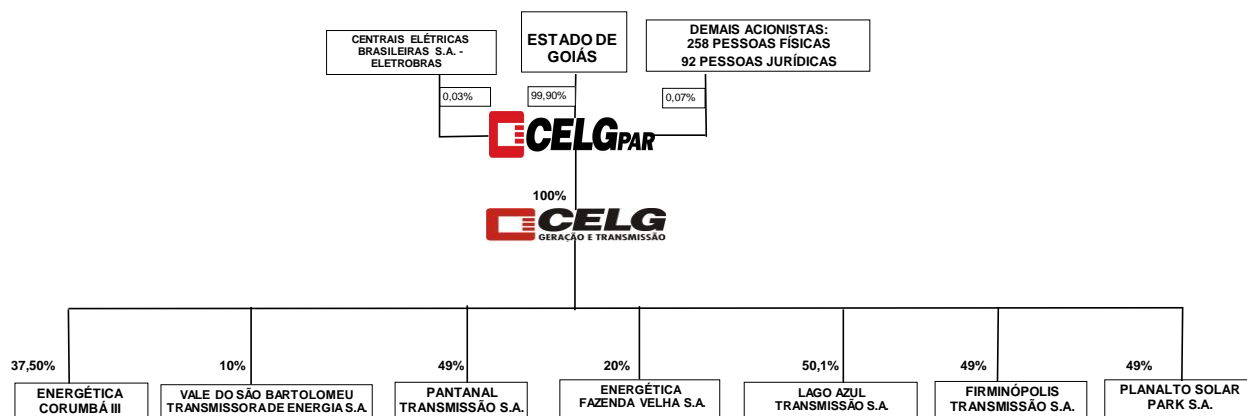 CENTRAIS ELÉTRICAS
BRASILEIRAS S.A. -
ELETROBRAS
ESTADO DE
GOIÁS
DEMAIS ACIONISTAS:
258 PESSOAS FÍSICAS
92 PESSOAS JURÍDICAS
0,03%
99,90%
0,07%
CELGPAR
100%
CELG
GERAÇÃO E TRANSMISSÃO
37,50%
ENERGÉTICA
CORUMBÁ III
10%
VALE DO SÃO BARTOLOMEU
TRANSMISSORA DE ENERGIA S.A.
49%
PANTANAL
TRANSMISSÃO S.A.
20%
ENERGÉTICA
FAZENDA VELHA S.A.
50,1%
LAGO AZUL
TRANSMISSÃO S.A.
49%
FIRMINÓPOLIS
TRANSMISSÃO S.A.
49%
PLANALTO SOLAR
PARK S.A.